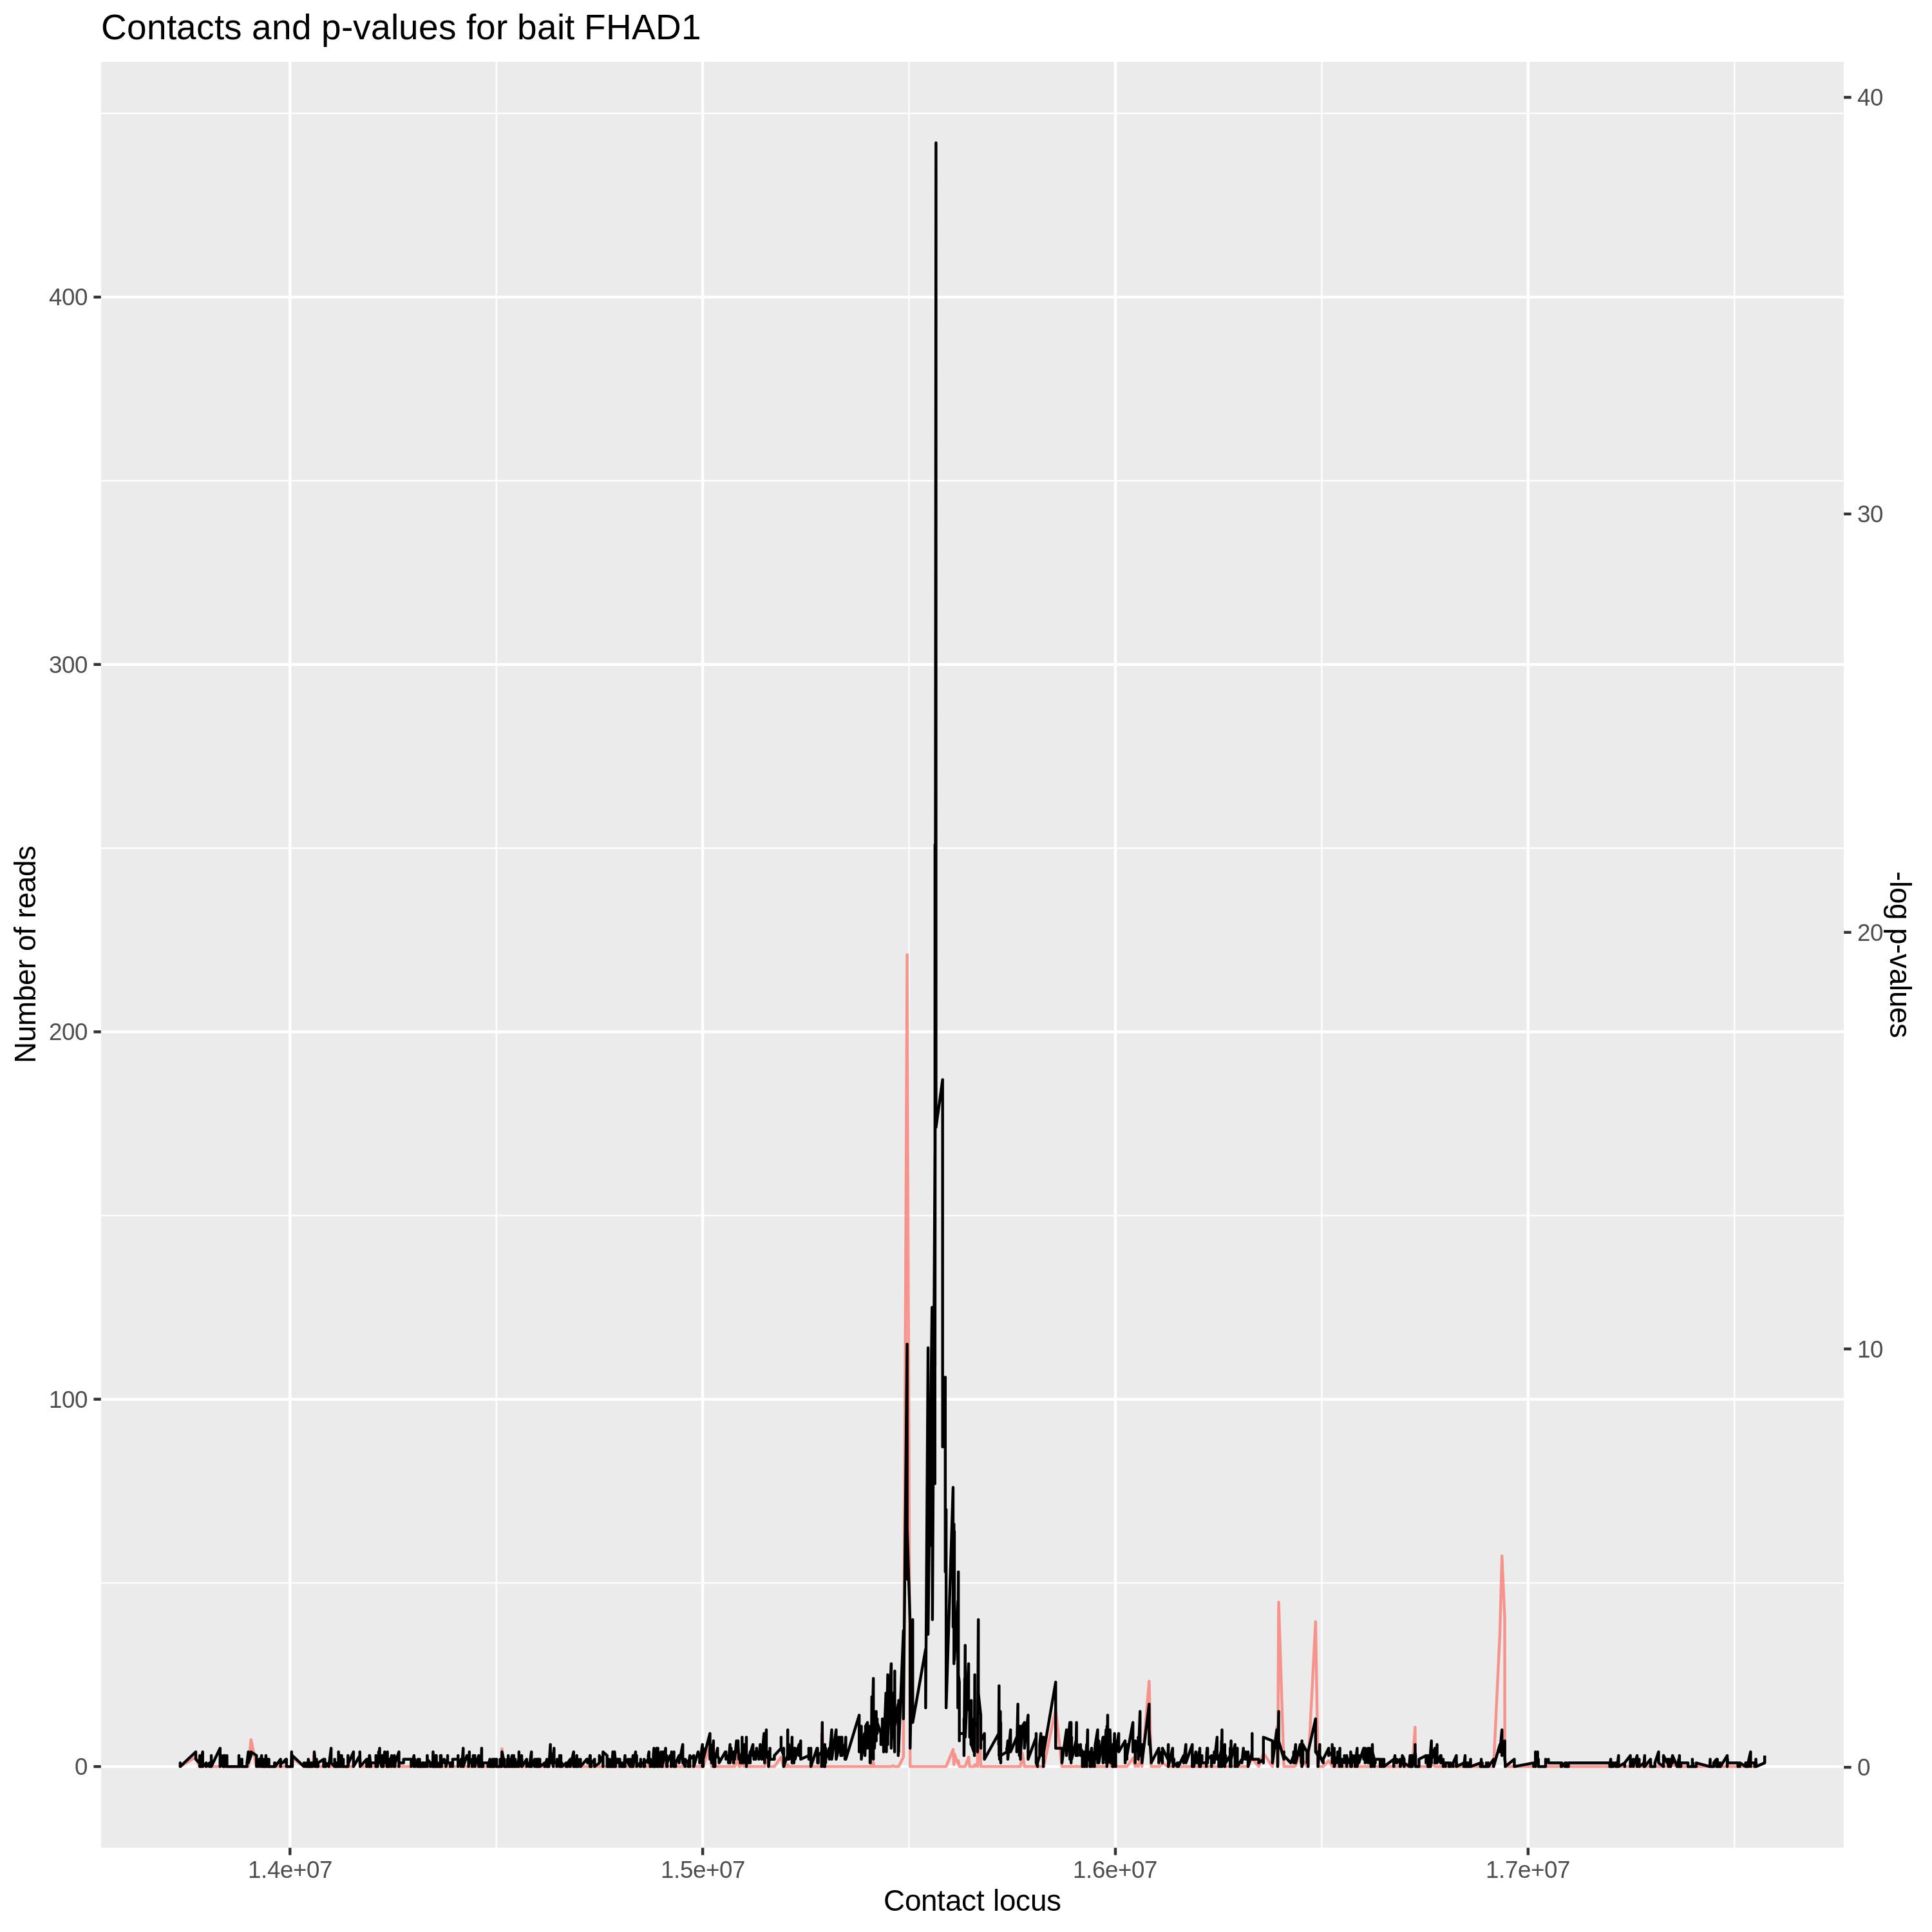 Contacts and p-values for bait FHAD1
400
300
200
100
0
Number of reads
40
30
20
10
0
-log p-values
1.4e+07
1.5e+07
1.6e+07
1.7e+07
Contact locus